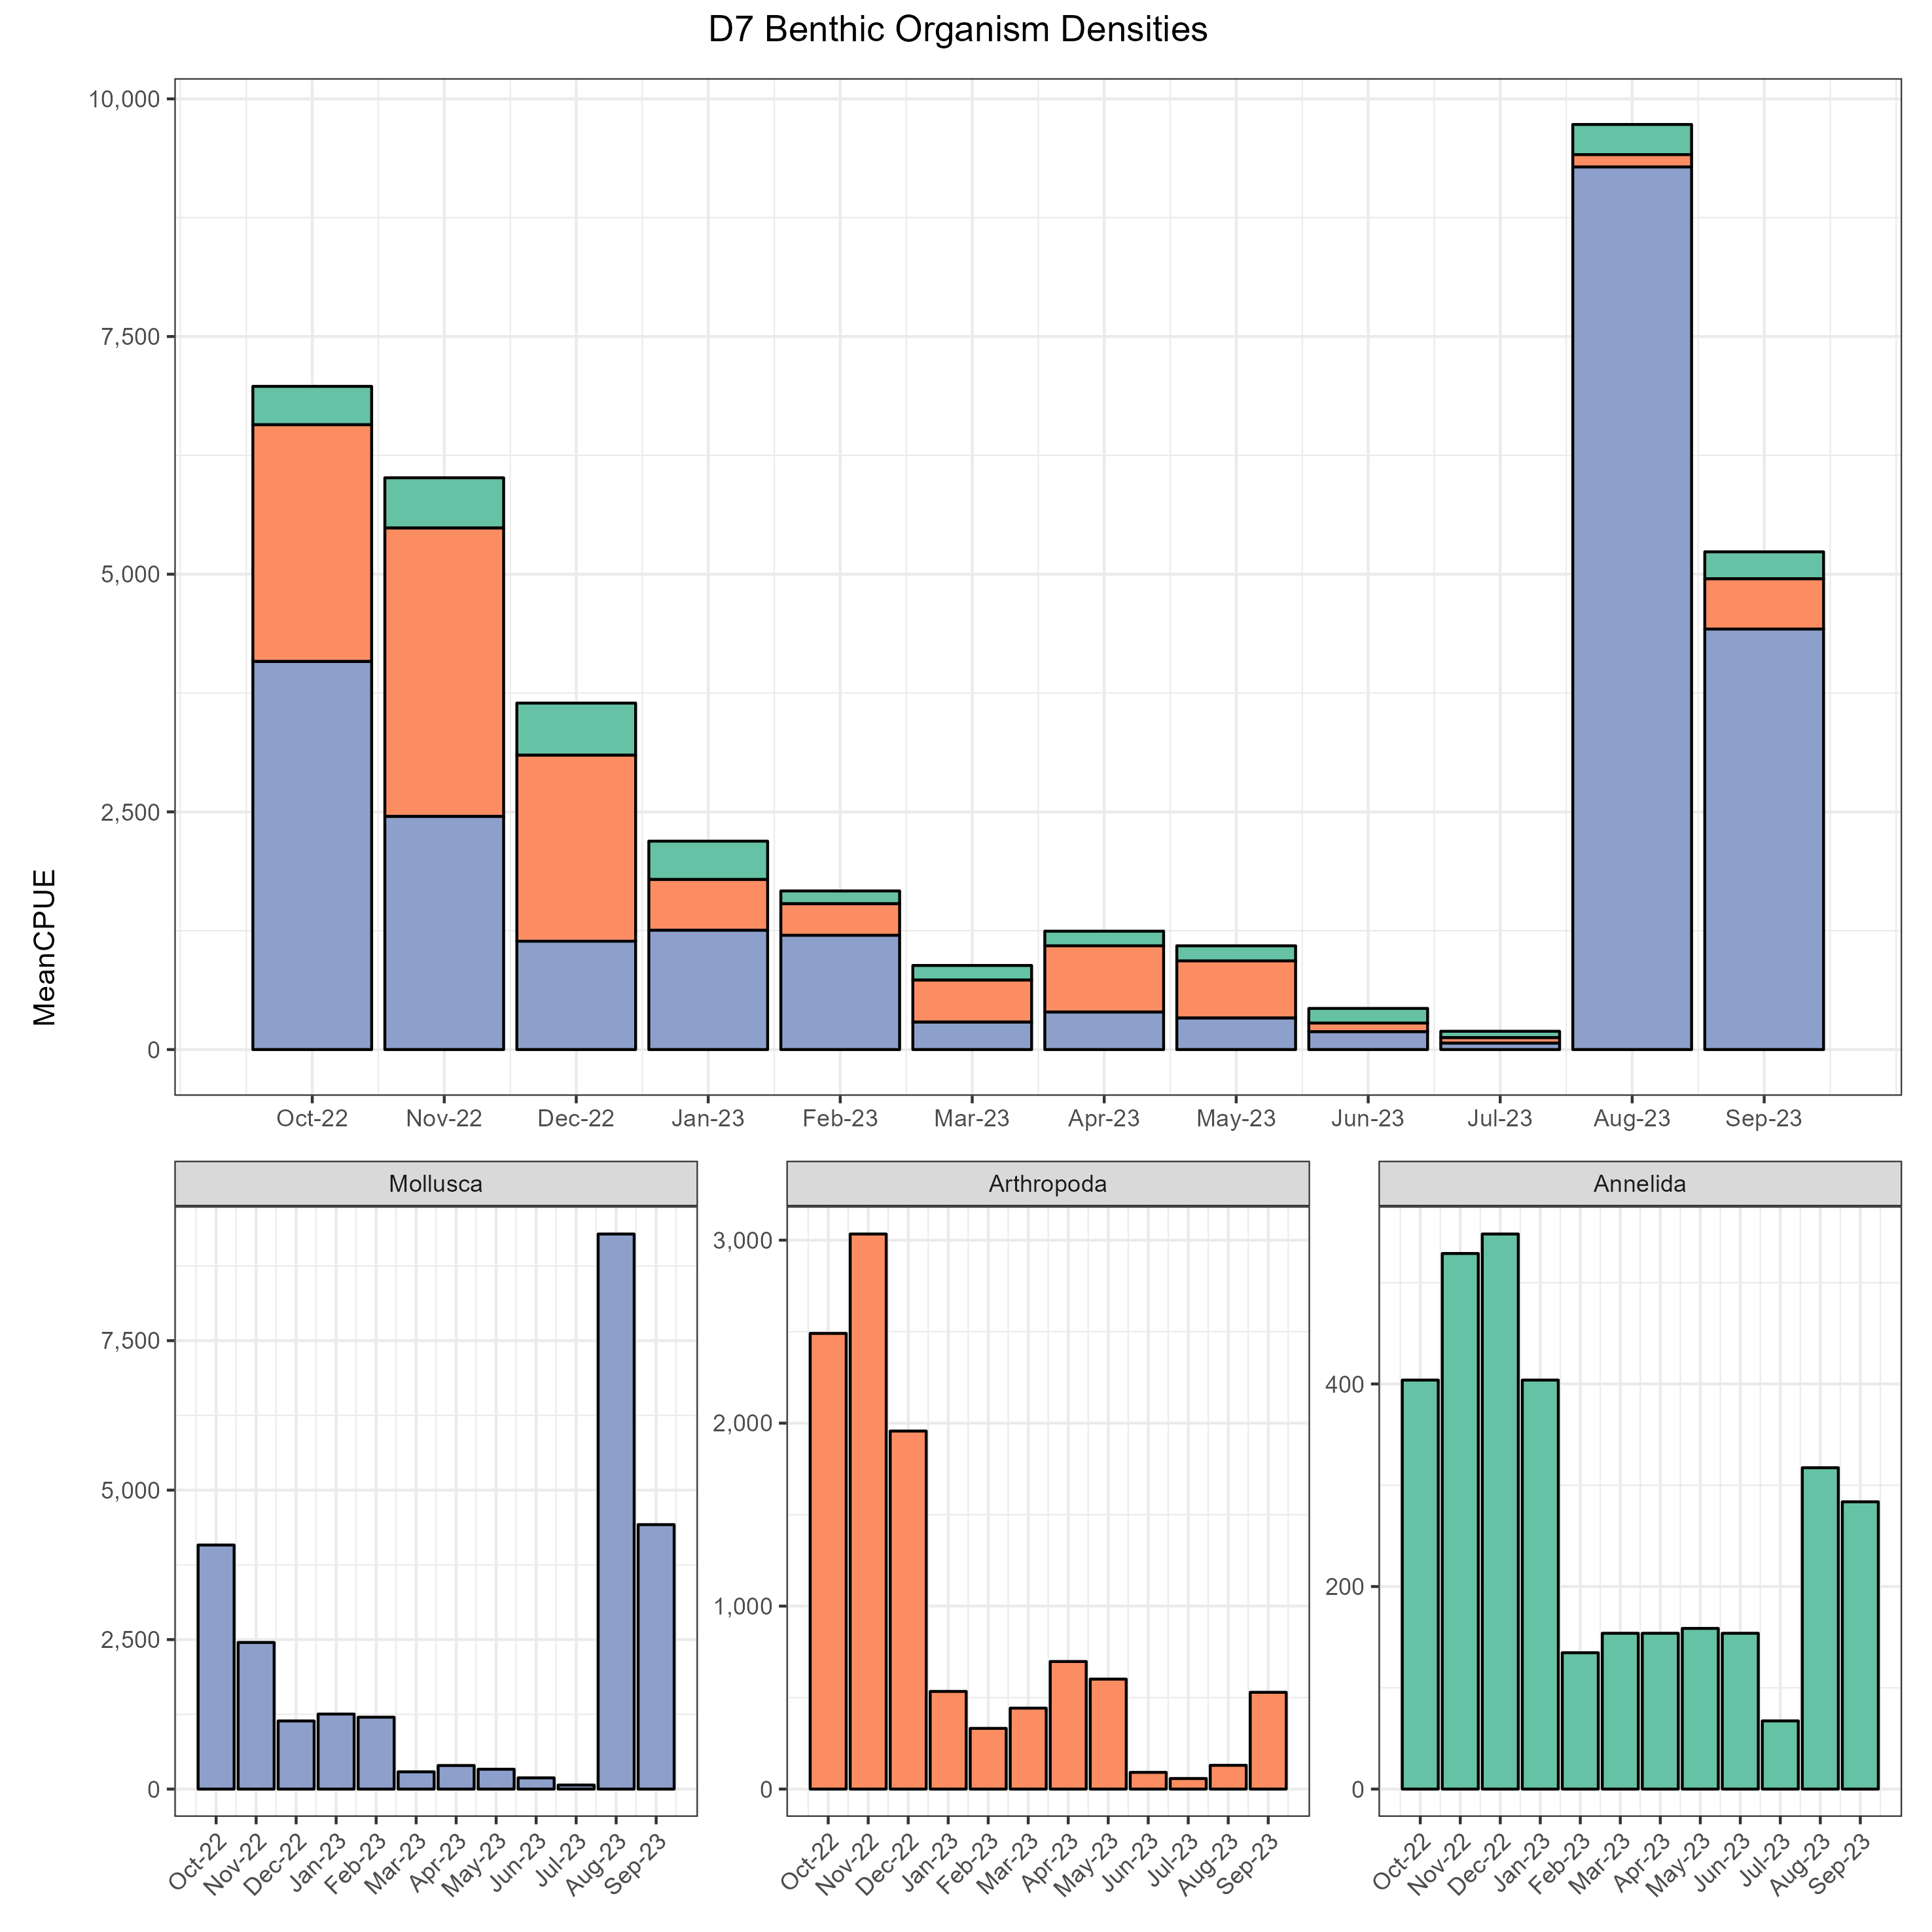 D7 Benthic Organism Densities
MeanCPUE
10,000
7,500
5,000
2,500
0
Oct-22 Nov-22 Dec-22 Jan-23 Feb-23 Mar-23 Apr-23 May-23 Jun-23 Jul-23 Aug-23 Sep-23
Mollusca
7,500
5,000
2,500
0
Oct-22 Nov-22 Dec-22 Jan-23 Feb-23 Mar-23 Apr-23 May-23 Jun-23 Jul-23 Aug-23 Sep-23
Arthropoda
3,000
2,000
1,000
0
Oct-22 Nov-22 Dec-22 Jan-23 Feb-23 Mar-23 Apr-23 May-23 Jun-23 Jul-23 Aug-23 Sep-23
Annelida
400
200
0
Oct-22 Nov-22 Dec-22 Jan-23 Feb-23 Mar-23 Apr-23 May-23 Jun-23 Jul-23 Aug-23 Sep-23